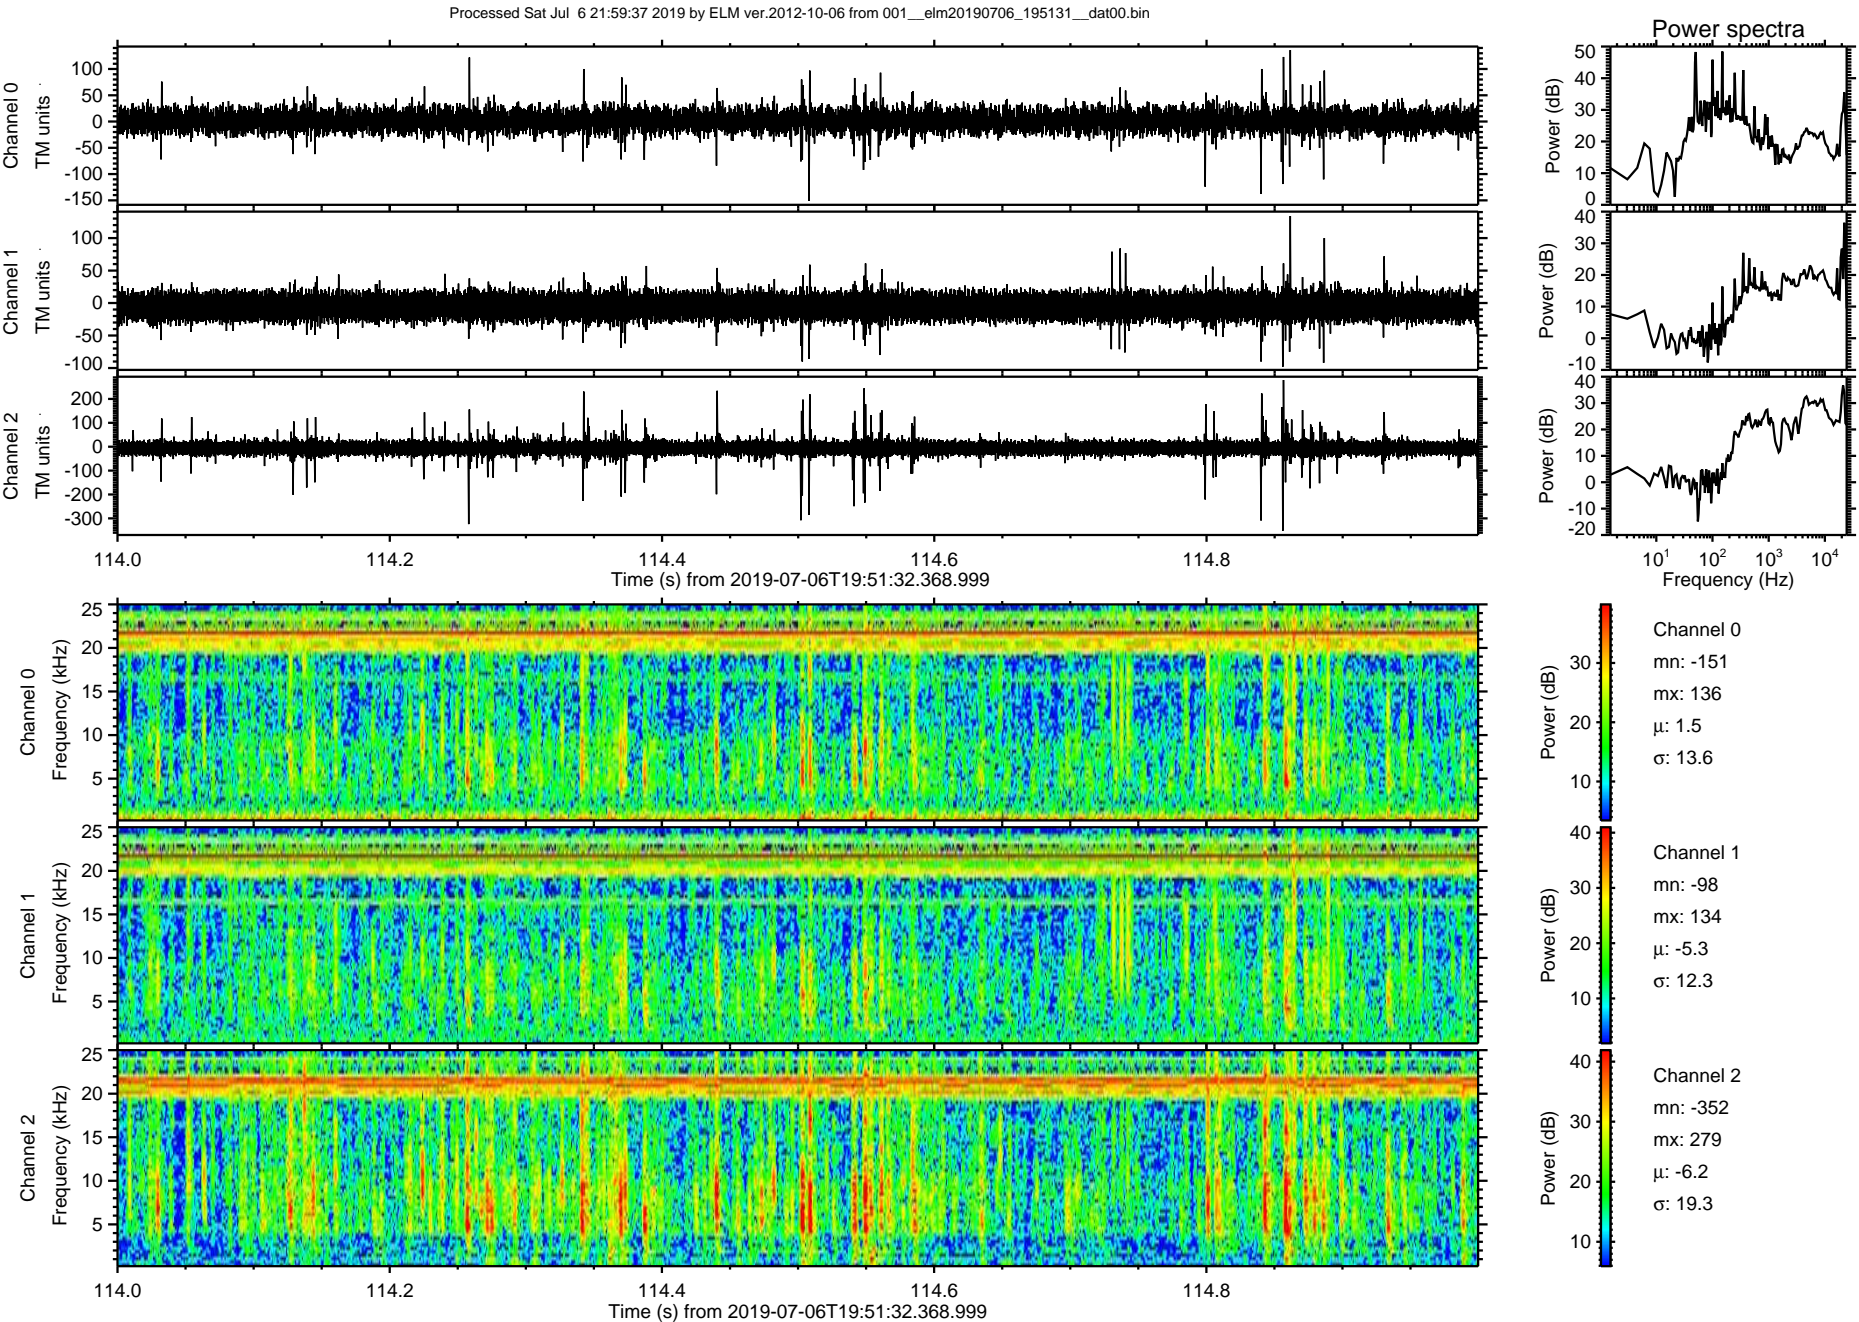 Processed Sat Jul  6 21:59:37 2019 by ELM ver.2012-10-06 from 001__elm20190706_195131__dat00.bin
Power spectra
Channel 0
TM units
100
50
0
-50
-100
-150
Power (dB)
50
40
30
20
10
0
Channel 1
TM units
100
50
0
-50
-100
Power (dB)
40
30
20
10
0
-10
Channel 2
TM units
200
100
0
-100
-200
-300
Power (dB)
40
30
20
10
0
-10
-20
114.0 114.2 114.4 114.6 114.8
Time (s) from 2019-07-06T19:51:32.368.999
10^1 10^2 10^3 10^4
Frequency (Hz)
Channel 0
Frequency (kHz)
25
20
15
10
5
Power (dB)
30
20
10
Channel 0
mn: -151
mx: 136
μ: 1.5
σ: 13.6
Channel 1
Frequency (kHz)
25
20
15
10
5
Power (dB)
40
30
20
10
Channel 1
mn: -98
mx: 134
μ: -5.3
σ: 12.3
Channel 2
Frequency (kHz)
25
20
15
10
5
Power (dB)
40
30
20
10
Channel 2
mn: -352
mx: 279
μ: -6.2
σ: 19.3
114.0 114.2 114.4 114.6 114.8
Time (s) from 2019-07-06T19:51:32.368.999